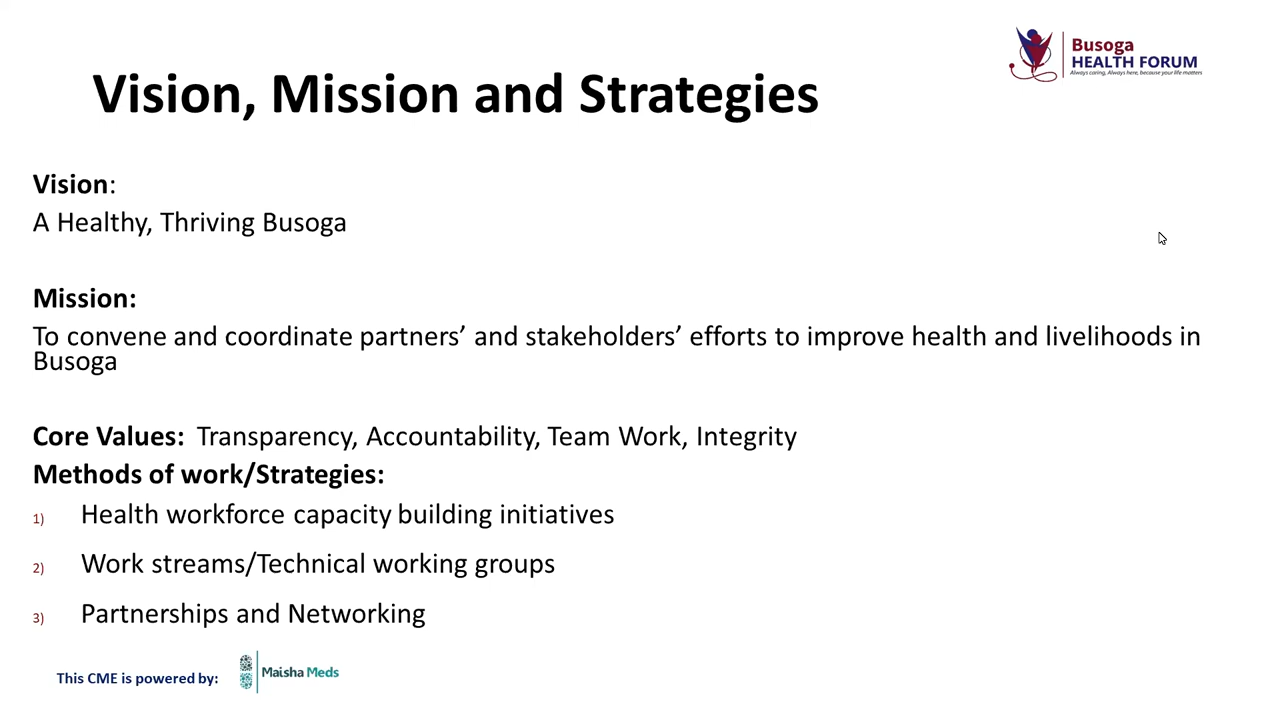 Busoga
HEALTH FORUM
Always caring, Always here, because your life matters
Vision, Mission and Strategies
Vision:
A Healthy, Thriving Busoga
Mission:
To convene and coordinate partners’ and stakeholders’ efforts to improve health and livelihoods in
Busoga
Core Values: Transparency, Accountability, Team Work, Integrity
Methods of work/Strategies:
1) Health workforce capacity building initiatives
2) Work streams/Technical working groups
3) Partnerships and Networking
This CME is powered by: Maisha Meds